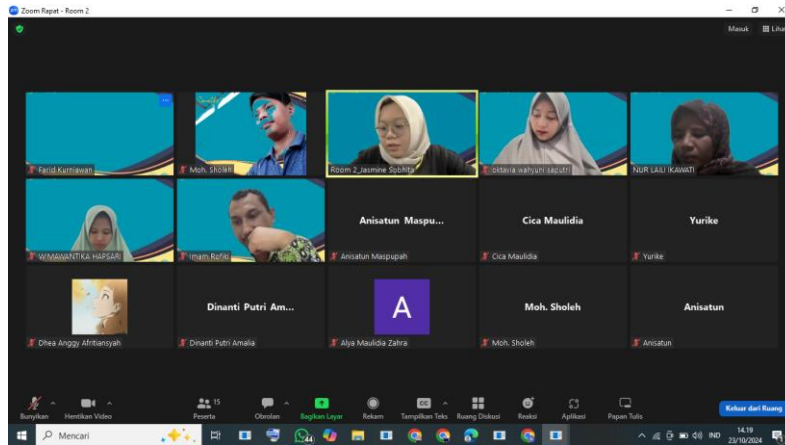 Zoom Rapat - Room 2
Masuk
Farid Kurniawan
Moh. Sholeh
Room 2_Jasmine Sobhita
oktavia wahyuni saputri
NUR LAILI IKAWATI
W MAWANTIKA HAPSARI
Imam Rofiki
Anisatun Maspu...
Anisatun Maspupah
Cica Maulidia
Cica Maulidia
Yurike
Yurike
Dhea Anggy Afritiansyah
Dinanti Putri Am...
Dinanti Putri Amalia
A
Alya Maulidia Zahra
Moh. Sholeh
Moh. Sholeh
Anisatun
Anisatun
Bunyikan
Hentikan Video
15
Peserta
Obrolan
Bagikan Layar
Rekam
CC
Tampilkan Teks
Ruang Diskusi
Reaksi
Aplikasi
Papan Tulis
Keluar dari Ruang
Mencari
44
IND
14.19
23/10/2024